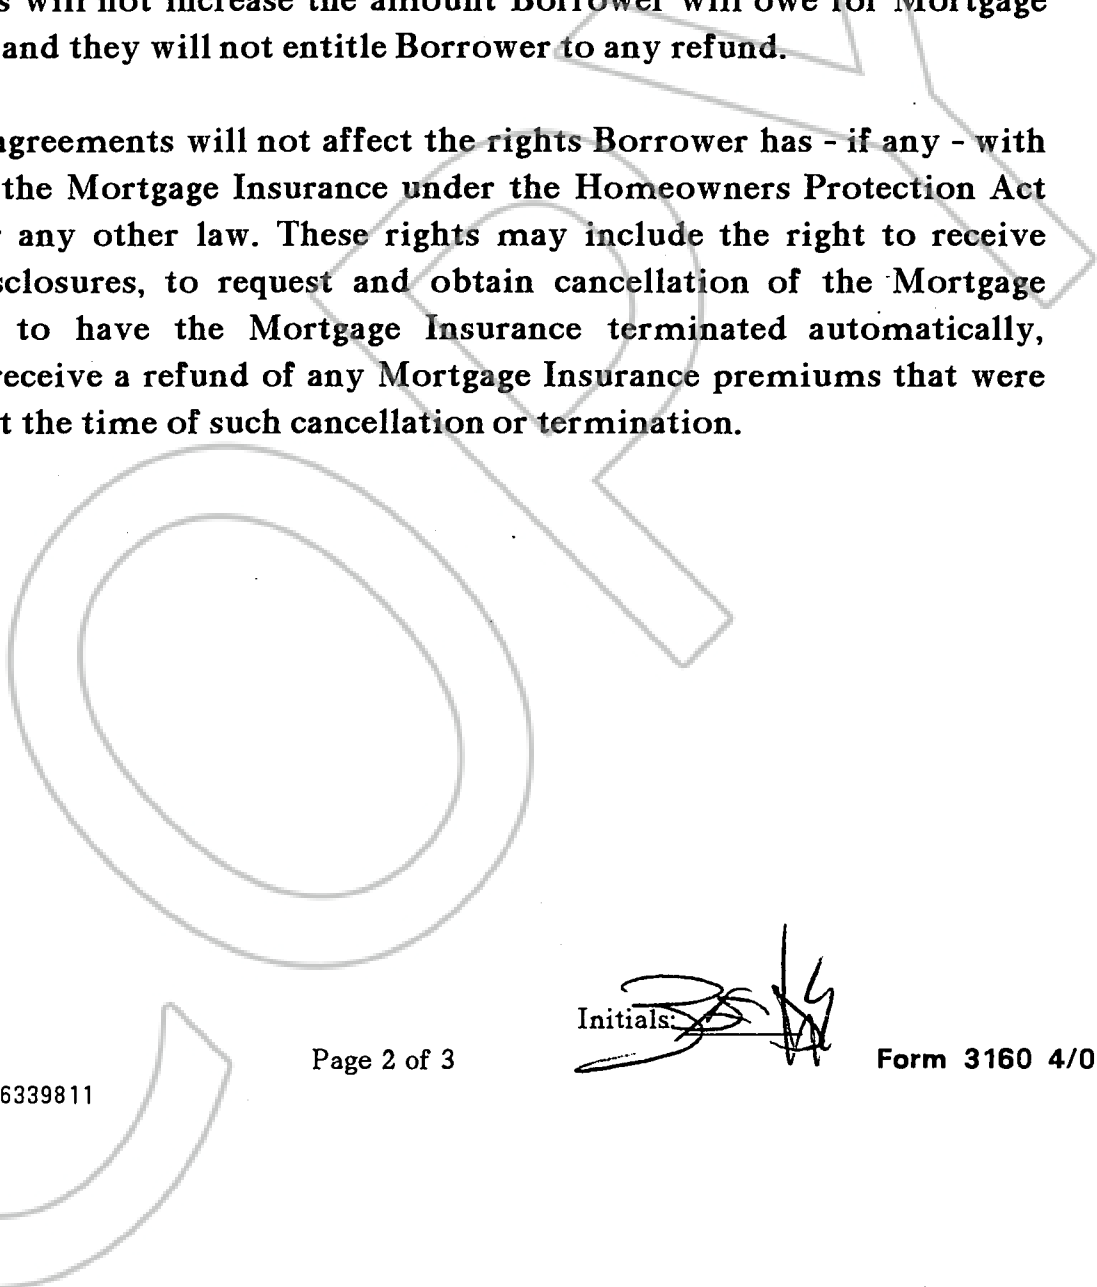 will not increase the amount Borrower will owe for Mortgage
and they will not entitle Borrower to any refund.
agreements will not affect the rights Borrower has - if any - with
the Mortgage Insurance under the Homeowners Protection Act
any other law. These rights may include the right to receive
sclosures, to request and obtain cancellation of the Mortgage
to have the Mortgage Insurance terminated automatically,
receive a refund of any Mortgage Insurance premiums that were
t the time of such cancellation or termination.
Initials:
Page 2 of 3
Form 3160 4/0
6339811
COPY